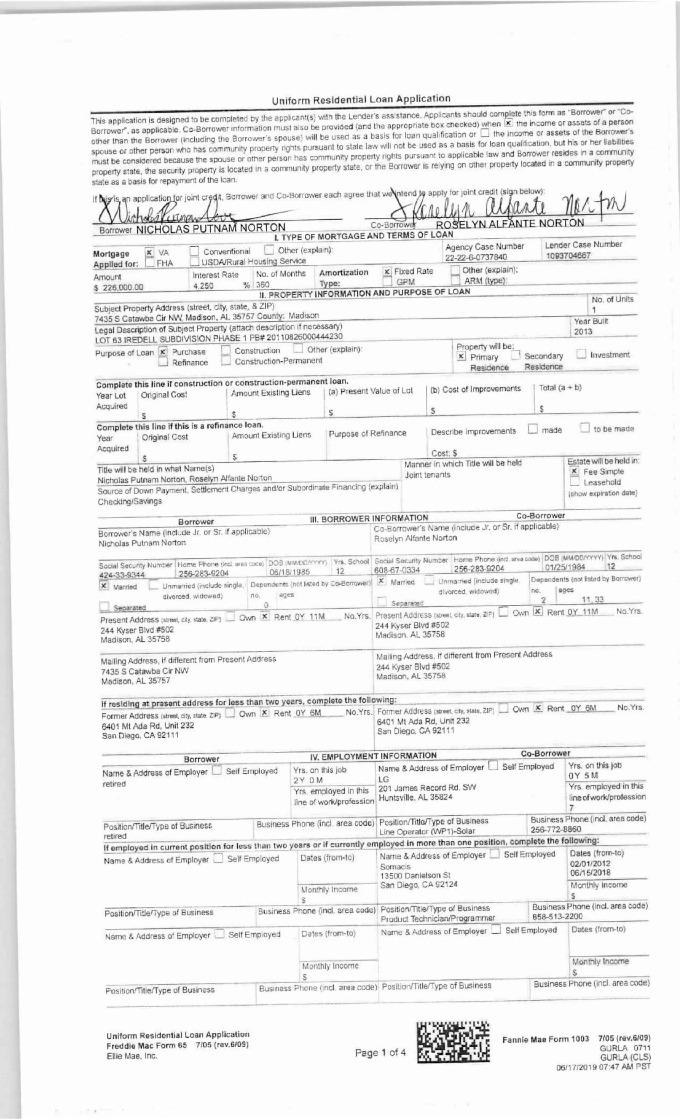 Uniform Residential Loan Application
This application is designed to be completed by the applicant(s) with the Lender's assistance. Applicants should complete this form as "Borrower" or "Co-
Borrower", as applicable. Co-Borrower information must also be provided (and the appropriate box checked) when [X] the income or assets of a person
other than the Borrower (including the Borrower's spouse) will be used as a basis for loan qualification or [ ] the income or assets of the Borrower's
spouse or other person who has community property rights pursuant to state law will not be used as a basis for loan qualification, but his or her liabilities
must be considered because the spouse or other person has community property rights pursuant to applicable law and Borrower resides in a community
property state, the security property is located in a community property state, or the Borrower is relying on other property located in a community property
state as a basis for repayment of the loan.
If this is an application for joint credit, Borrower and Co-Borrower each agree that we intend to apply for joint credit (sign below):
Roselyn Alfante Norton
Borrower NICHOLAS PUTNAM NORTON Co-Borrower ROSELYN ALFANTE NORTON
I. TYPE OF MORTGAGE AND TERMS OF LOAN
Mortgage [X] VA [ ] Conventional [ ] Other (explain): Agency Case Number Lender Case Number
Applied for: [ ] FHA [ ] USDA/Rural Housing Service 22-22-6-0737840 1093704667
Amount Interest Rate No. of Months Amortization [X] Fixed Rate [ ] Other (explain):
$ 226,000.00 4.250 % 360 Type: [ ] GPM [ ] ARM (type):
II. PROPERTY INFORMATION AND PURPOSE OF LOAN
Subject Property Address (street, city, state, & ZIP) No. of Units
7435 S Catawba Cir NW, Madison, AL 35757 County: Madison 1
Legal Description of Subject Property (attach description if necessary) Year Built
LOT 63 IREDELL SUBDIVISION PHASE 1 PB# 20110826000444230 2013
Purpose of Loan [X] Purchase [ ] Construction [ ] Other (explain): Property will be:
[ ] Refinance [ ] Construction-Permanent [X] Primary Residence [ ] Secondary Residence [ ] Investment
Complete this line if construction or construction-permanent loan.
Year Lot Acquired Original Cost Amount Existing Liens (a) Present Value of Lot (b) Cost of Improvements Total (a + b)
$ $ $ $ $
Complete this line if this is a refinance loan.
Year Acquired Original Cost Amount Existing Liens Purpose of Refinance Describe Improvements [ ] made [ ] to be made
$ $ Cost: $
Title will be held in what Name(s) Manner in which Title will be held Estate will be held in:
Nicholas Putnam Norton, Roselyn Alfante Norton Joint tenants [X] Fee Simple
Source of Down Payment, Settlement Charges and/or Subordinate Financing (explain) [ ] Leasehold
Checking/Savings (show expiration date)
Borrower III. BORROWER INFORMATION Co-Borrower
Borrower's Name (include Jr. or Sr. if applicable) Co-Borrower's Name (include Jr. or Sr. if applicable)
Nicholas Putnam Norton Roselyn Alfante Norton
Social Security Number Home Phone (incl. area code) DOB (MM/DD/YYYY) Yrs. School Social Security Number Home Phone (incl. area code) DOB (MM/DD/YYYY) Yrs. School
424-33-9344 256-283-9204 06/18/1985 12 608-67-0334 256-283-9204 01/25/1984 12
[X] Married [ ] Unmarried (include single, divorced, widowed) Dependents (not listed by Co-Borrower) [X] Married [ ] Unmarried (include single, divorced, widowed) Dependents (not listed by Borrower)
[ ] Separated no. 0 ages [ ] Separated no. 2 ages 11, 33
Present Address (street, city, state, ZIP) [ ] Own [X] Rent 0Y 11M No.Yrs. Present Address (street, city, state, ZIP) [ ] Own [X] Rent 0Y 11M No.Yrs.
244 Kyser Blvd #502 244 Kyser Blvd #502
Madison, AL 35758 Madison, AL 35758
Mailing Address, if different from Present Address Mailing Address, if different from Present Address
7435 S Catawba Cir NW 244 Kyser Blvd #502
Madison, AL 35757 Madison, AL 35758
If residing at present address for less than two years, complete the following:
Former Address (street, city, state, ZIP) [ ] Own [X] Rent 0Y 6M No.Yrs. Former Address (street, city, state, ZIP) [ ] Own [X] Rent 0Y 6M No.Yrs.
6401 Mt Ada Rd, Unit 232 6401 Mt Ada Rd, Unit 232
San Diego, CA 92111 San Diego, CA 92111
Borrower IV. EMPLOYMENT INFORMATION Co-Borrower
Name & Address of Employer [ ] Self Employed Yrs. on this job Name & Address of Employer [ ] Self Employed Yrs. on this job
retired 2Y 0M LG 0Y 5M
Yrs. employed in this line of work/profession 201 James Record Rd. SW Yrs. employed in this line of work/profession
Huntsville, AL 35824 7
Position/Title/Type of Business Business Phone (incl. area code) Position/Title/Type of Business Business Phone (incl. area code)
retired Line Operator (WP1)-Solar 256-772-8860
If employed in current position for less than two years or if currently employed in more than one position, complete the following:
Name & Address of Employer [ ] Self Employed Dates (from-to) Name & Address of Employer [ ] Self Employed Dates (from-to)
Somacis 02/01/2012
13500 Danielson St 06/15/2018
Monthly Income San Diego, CA 92124 Monthly Income
$ $
Position/Title/Type of Business Business Phone (incl. area code) Position/Title/Type of Business Business Phone (incl. area code)
Product Technician/Programmer 858-513-2200
Name & Address of Employer [ ] Self Employed Dates (from-to) Name & Address of Employer [ ] Self Employed Dates (from-to)
Monthly Income Monthly Income
$ $
Position/Title/Type of Business Business Phone (incl. area code) Position/Title/Type of Business Business Phone (incl. area code)
Uniform Residential Loan Application
Freddie Mac Form 65 7/05 (rev.6/09)
Ellie Mae, Inc.
Page 1 of 4
Fannie Mae Form 1003 7/05 (rev.6/09)
GURLA 0711
GURLA (CLS)
06/17/2019 07:47 AM PST